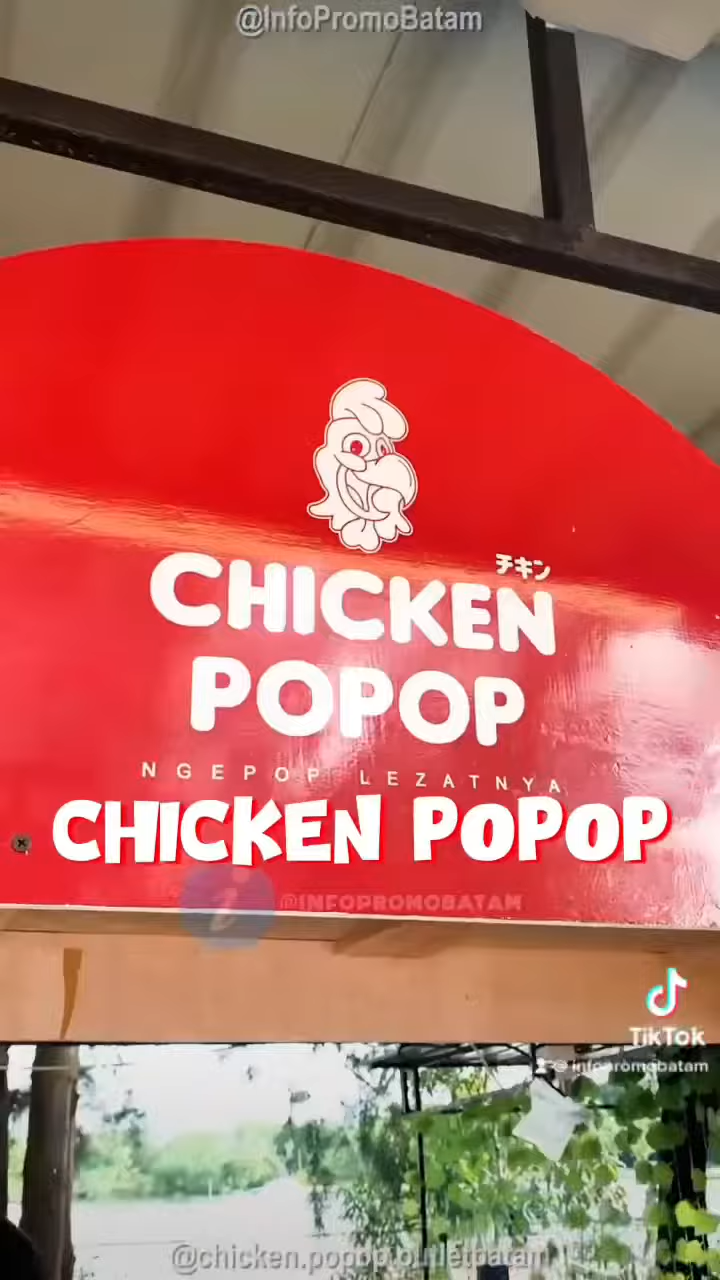 @InfoPromoBatam
チキン
CHICKEN
POPOP
NGEPOP LEZATNYA
CHICKEN POPOP
i @INFOPROMOBATAM
TikTok
@infopromobatam
@chicken.popop.outletbatam